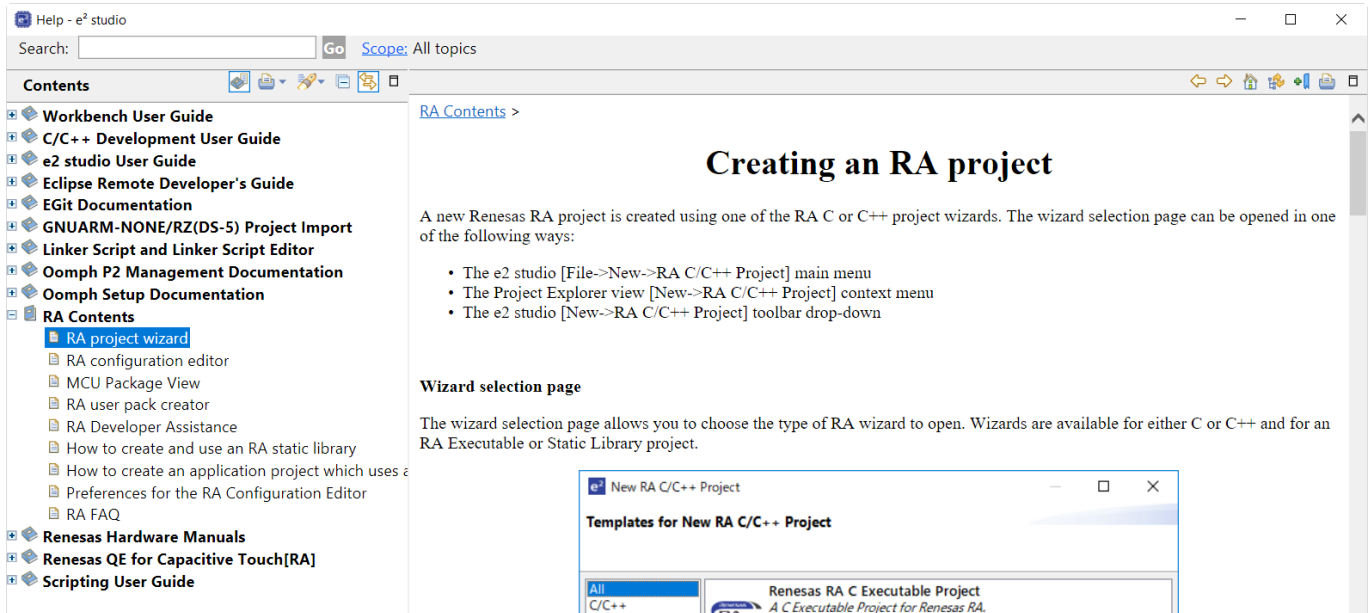 Help - e² studio
Search:
Go
Scope: All topics
Contents
Workbench User Guide
C/C++ Development User Guide
e2 studio User Guide
Eclipse Remote Developer's Guide
EGit Documentation
GNUARM-NONE/RZ(DS-5) Project Import
Linker Script and Linker Script Editor
Oomph P2 Management Documentation
Oomph Setup Documentation
RA Contents
RA project wizard
RA configuration editor
MCU Package View
RA user pack creator
RA Developer Assistance
How to create and use an RA static library
How to create an application project which uses a
Preferences for the RA Configuration Editor
RA FAQ
Renesas Hardware Manuals
Renesas QE for Capacitive Touch[RA]
Scripting User Guide
RA Contents >
Creating an RA project
A new Renesas RA project is created using one of the RA C or C++ project wizards. The wizard selection page can be opened in one
of the following ways:
• The e2 studio [File->New->RA C/C++ Project] main menu
• The Project Explorer view [New->RA C/C++ Project] context menu
• The e2 studio [New->RA C/C++ Project] toolbar drop-down
Wizard selection page
The wizard selection page allows you to choose the type of RA wizard to open. Wizards are available for either C or C++ and for an
RA Executable or Static Library project.
e² New RA C/C++ Project
Templates for New RA C/C++ Project
All
C/C++
RENESAS
Renesas RA C Executable Project
A C Executable Project for Renesas RA.